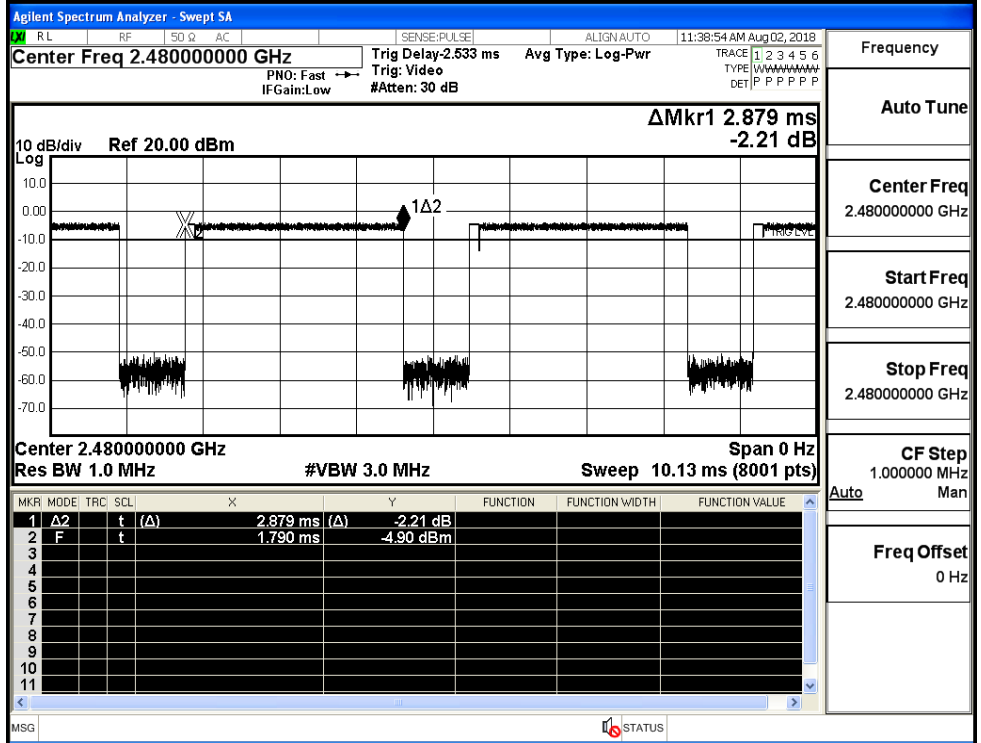 Agilent Spectrum Analyzer - Swept SA
LXI RL RF 50 Ω AC SENSE:PULSE ALIGN AUTO 11:38:54 AM Aug 02, 2018
Center Freq 2.480000000 GHz
PNO: Fast
IFGain:Low
Trig Delay-2.533 ms
Trig: Video
#Atten: 30 dB
Avg Type: Log-Pwr
TRACE 1 2 3 4 5 6
TYPE WWWWWW
DET P P P P P P
ΔMkr1 2.879 ms
-2.21 dB
10 dB/div Ref 20.00 dBm
Log
10.0
0.00
-10.0
-20.0
-30.0
-40.0
-50.0
-60.0
-70.0
2
1Δ2
TRIG LVL
Center 2.480000000 GHz Span 0 Hz
Res BW 1.0 MHz #VBW 3.0 MHz Sweep 10.13 ms (8001 pts)
MKR MODE TRC SCL X Y FUNCTION FUNCTION WIDTH FUNCTION VALUE
1 Δ2 t (Δ) 2.879 ms (Δ) -2.21 dB
2 F t 1.790 ms -4.90 dBm
3
4
5
6
7
8
9
10
11
MSG STATUS
Frequency
Auto Tune
Center Freq
2.480000000 GHz
Start Freq
2.480000000 GHz
Stop Freq
2.480000000 GHz
CF Step
1.000000 MHz
Auto Man
Freq Offset
0 Hz